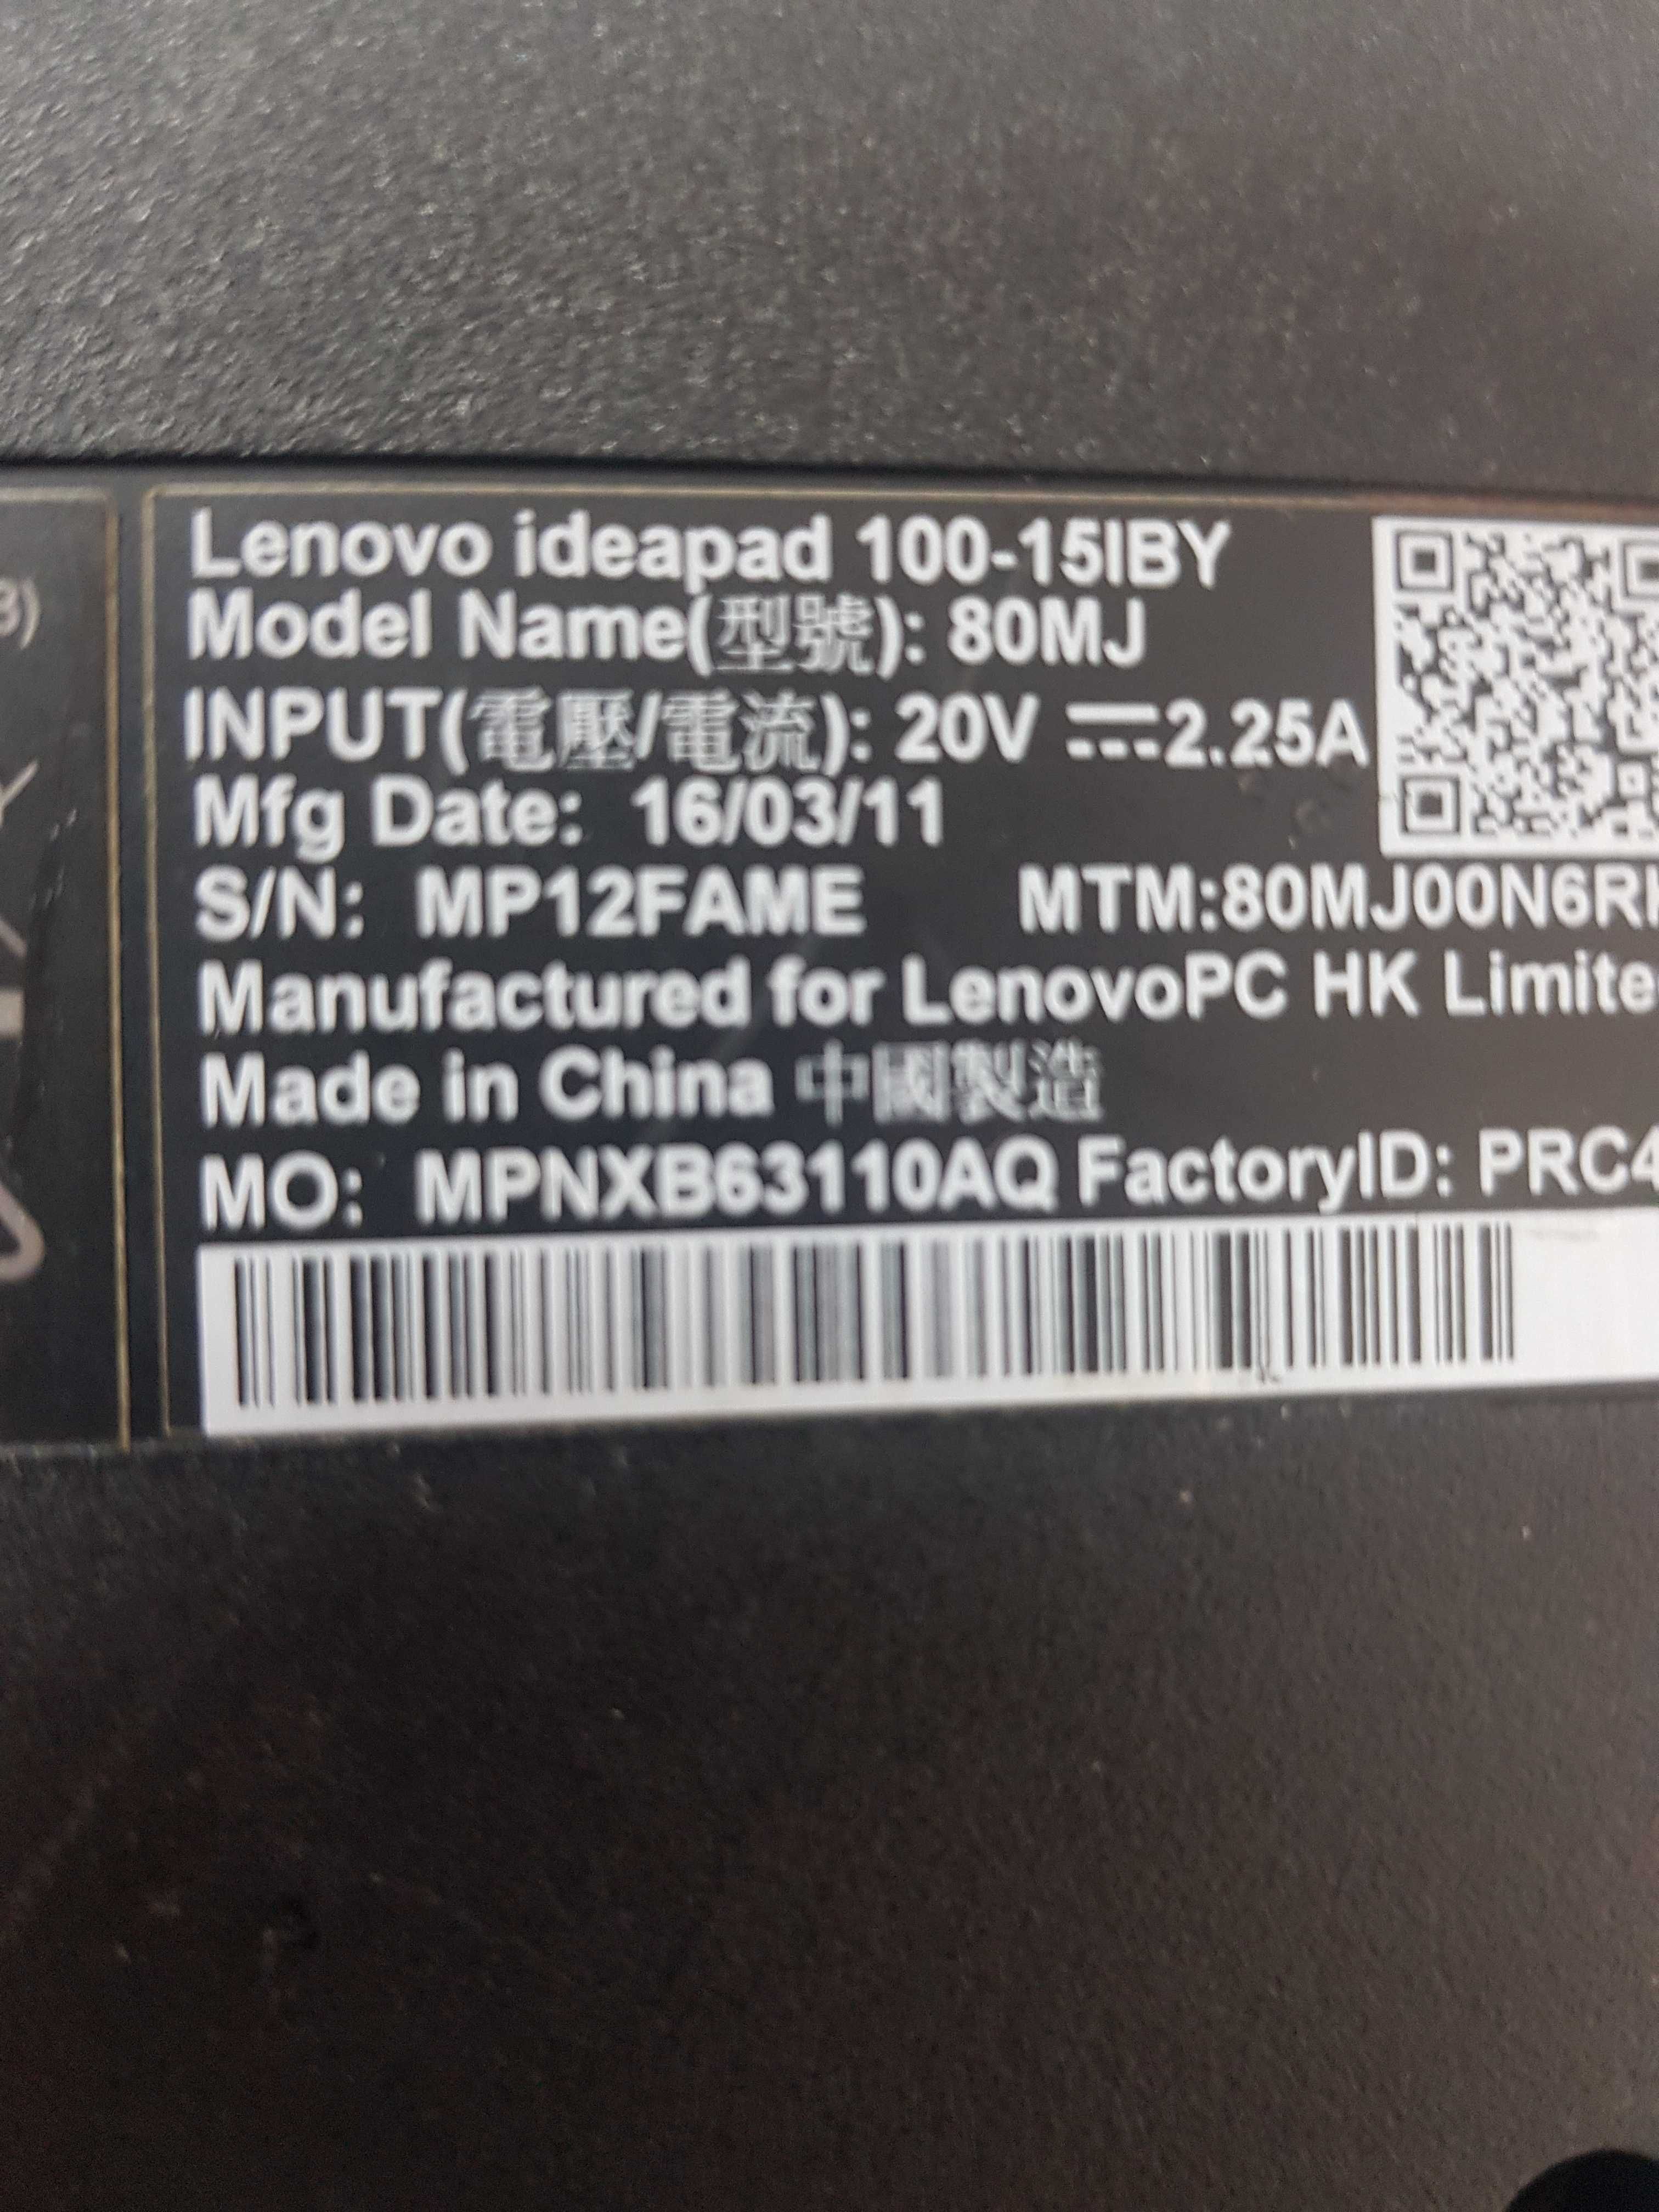 Lenovo ideapad 100-15IBY
Model Name(型號): 80MJ
INPUT(電壓/電流): 20V ⎓2.25A
Mfg Date: 16/03/11
S/N: MP12FAME MTM:80MJ00N6R
Manufactured for LenovoPC HK Limite
Made in China 中國製造
MO: MPNXB63110AQ FactoryID: PRC4